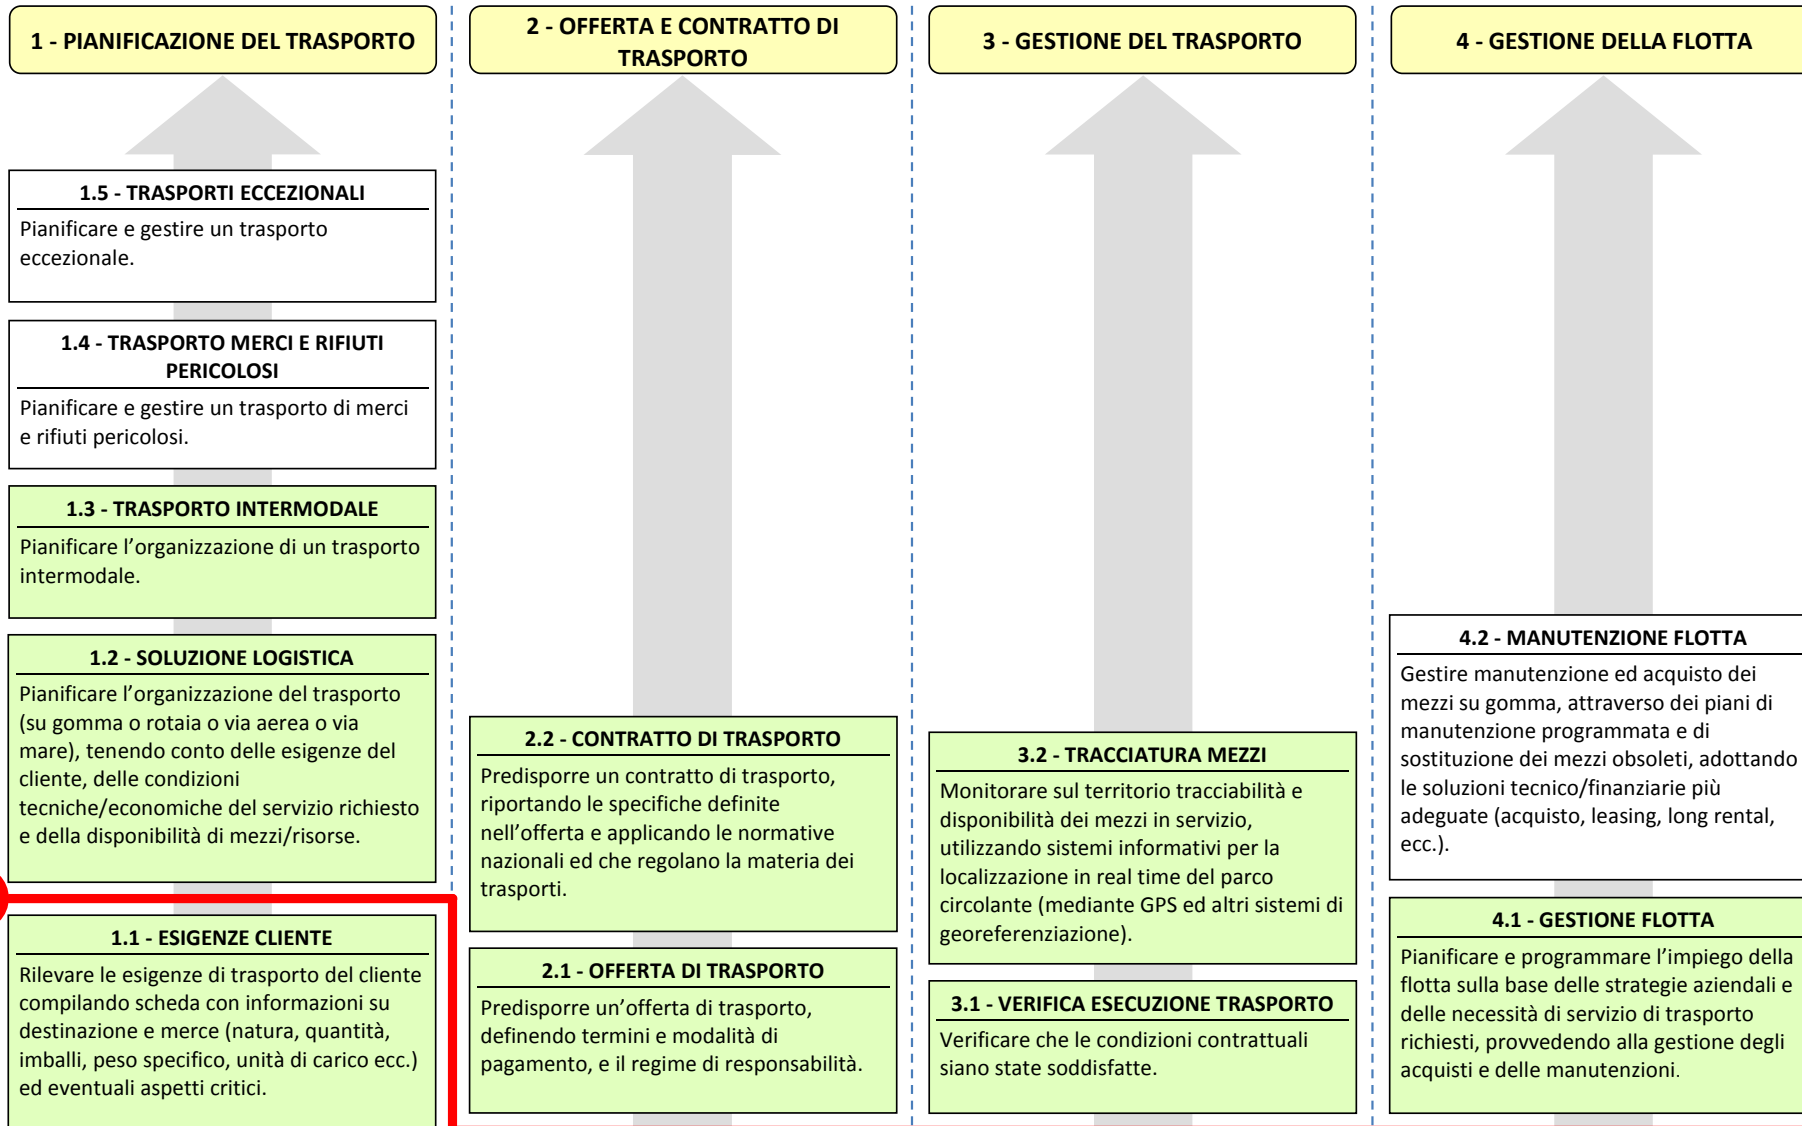 1 - PIANIFICAZIONE DEL TRASPORTO
1.5 - TRASPORTI ECCEZIONALI
Pianificare e gestire un trasporto
eccezionale.
1.4 - TRASPORTO MERCI E RIFIUTI
PERICOLOSI
Pianificare e gestire un trasporto di merci
e rifiuti pericolosi.
1.3 - TRASPORTO INTERMODALE
Pianificare l’organizzazione di un trasporto
intermodale.
1.2 - SOLUZIONE LOGISTICA
Pianificare l’organizzazione del trasporto
(su gomma o rotaia o via aerea o via
mare), tenendo conto delle esigenze del
cliente, delle condizioni
tecniche/economiche del servizio richiesto
e della disponibilità di mezzi/risorse.
1.1 - ESIGENZE CLIENTE
Rilevare le esigenze di trasporto del cliente
compilando scheda con informazioni su
destinazione e merce (natura, quantità,
imballi, peso specifico, unità di carico ecc.)
ed eventuali aspetti critici.
2 - OFFERTA E CONTRATTO DI
TRASPORTO
2.2 - CONTRATTO DI TRASPORTO
Predisporre un contratto di trasporto,
riportando le specifiche definite
nell’offerta e applicando le normative
nazionali ed che regolano la materia dei
trasporti.
2.1 - OFFERTA DI TRASPORTO
Predisporre un’offerta di trasporto,
definendo termini e modalità di
pagamento, e il regime di responsabilità.
3 - GESTIONE DEL TRASPORTO
3.2 - TRACCIATURA MEZZI
Monitorare sul territorio tracciabilità e
disponibilità dei mezzi in servizio,
utilizzando sistemi informativi per la
localizzazione in real time del parco
circolante (mediante GPS ed altri sistemi di
georeferenziazione).
3.1 - VERIFICA ESECUZIONE TRASPORTO
Verificare che le condizioni contrattuali
siano state soddisfatte.
4 - GESTIONE DELLA FLOTTA
4.2 - MANUTENZIONE FLOTTA
Gestire manutenzione ed acquisto dei
mezzi su gomma, attraverso dei piani di
manutenzione programmata e di
sostituzione dei mezzi obsoleti, adottando
le soluzioni tecnico/finanziarie più
adeguate (acquisto, leasing, long rental,
ecc.).
4.1 - GESTIONE FLOTTA
Pianificare e programmare l’impiego della
flotta sulla base delle strategie aziendali e
delle necessità di servizio di trasporto
richiesti, provvedendo alla gestione degli
acquisti e delle manutenzioni.